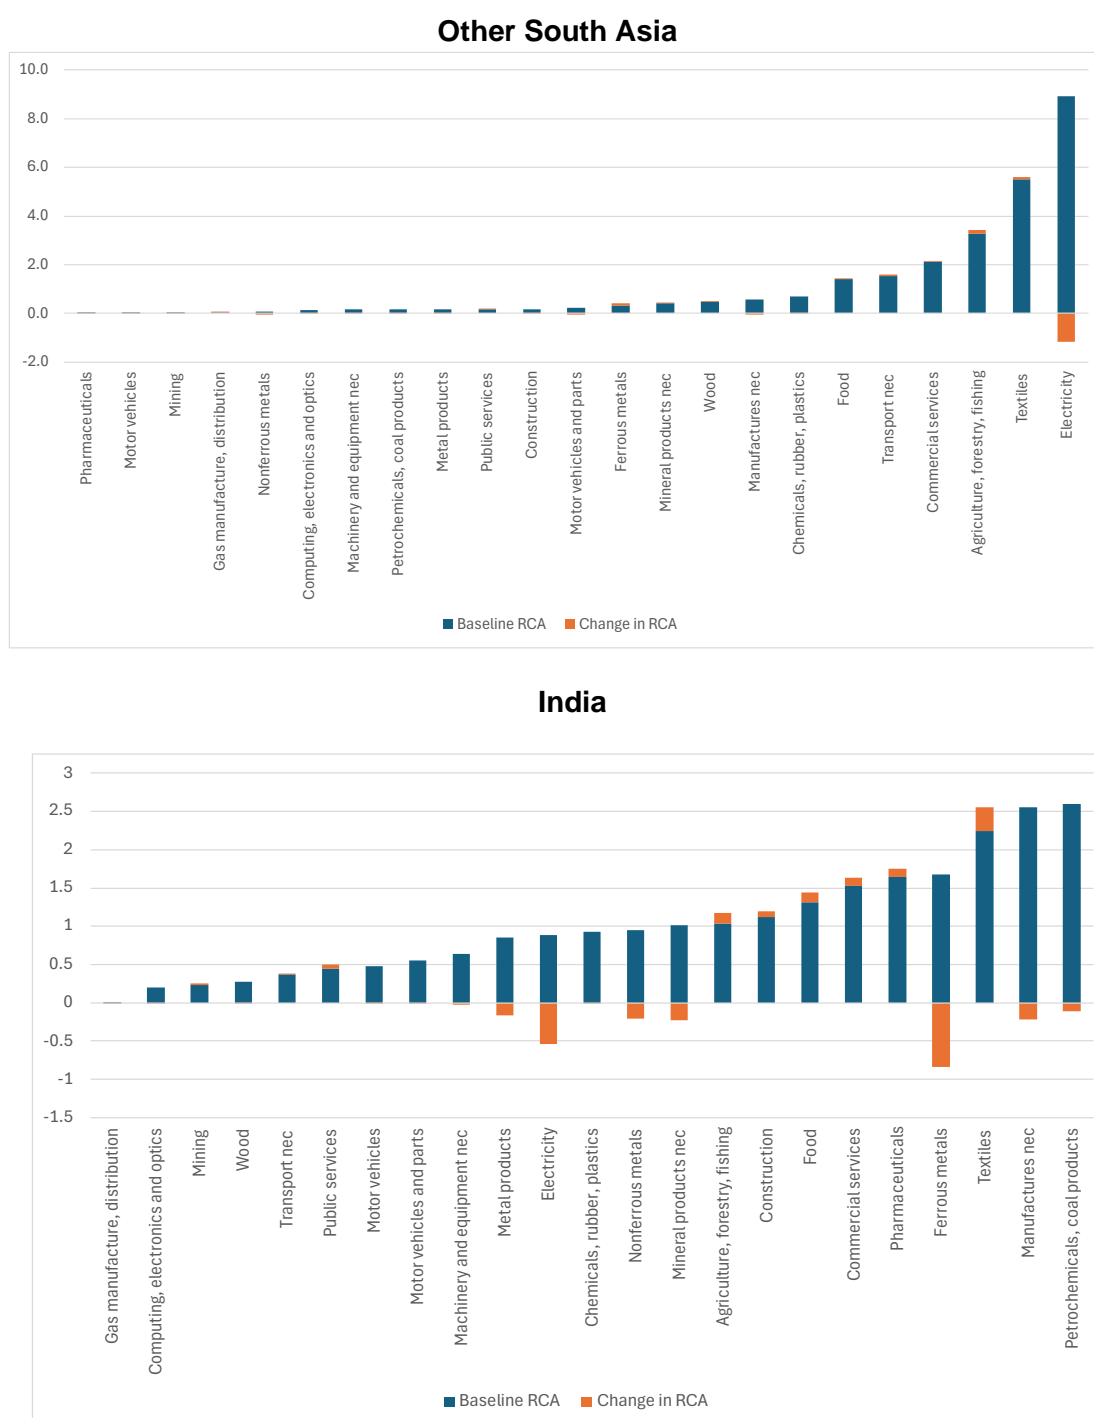 Other South Asia
10.0
8.0
6.0
4.0
2.0
0.0
-2.0
Pharmaceuticals
Motor vehicles
Mining
Gas manufacture, distribution
Nonferrous metals
Computing, electronics and optics
Machinery and equipment nec
Petrochemicals, coal products
Metal products
Public services
Construction
Motor vehicles and parts
Ferrous metals
Mineral products nec
Wood
Manufactures nec
Chemicals, rubber, plastics
Food
Transport nec
Commercial services
Agriculture, forestry, fishing
Textiles
Electricity
Baseline RCA Change in RCA
India
3
2.5
2
1.5
1
0.5
0
-0.5
-1
-1.5
Gas manufacture, distribution
Computing, electronics and optics
Mining
Wood
Transport nec
Public services
Motor vehicles
Motor vehicles and parts
Machinery and equipment nec
Metal products
Electricity
Chemicals, rubber, plastics
Nonferrous metals
Mineral products nec
Agriculture, forestry, fishing
Construction
Food
Commercial services
Pharmaceuticals
Ferrous metals
Textiles
Manufactures nec
Petrochemicals, coal products
Baseline RCA Change in RCA